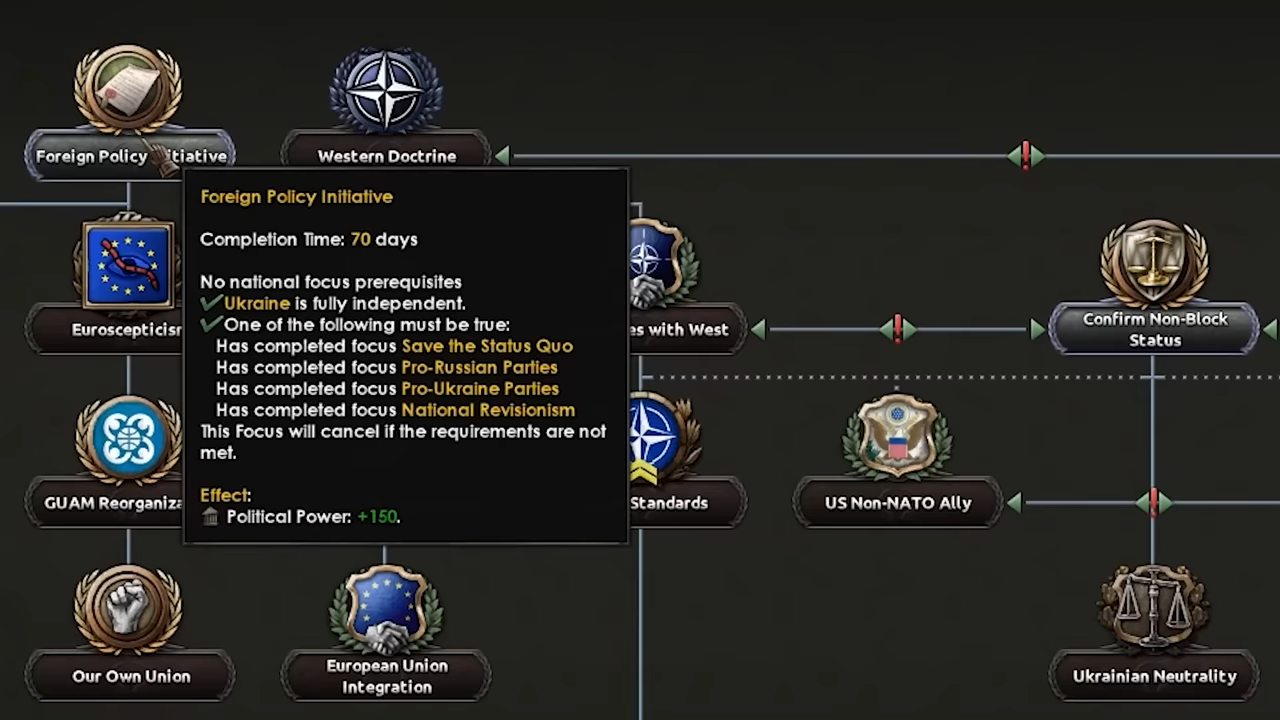 Foreign Policy
Western Doctrine
Foreign Policy Initiative
Completion Time: 70 days
No national focus prerequisites
Ukraine is fully independent.
One of the following must be true:
Has completed focus Save the Status Quo
Has completed focus Pro-Russian Parties
Has completed focus Pro-Ukraine Parties
Has completed focus National Revisionism
This Focus will cancel if the requirements are not
met.
Effect:
Political Power: +150.
Euroscepticism
with West
Confirm Non-Block
Status
GUAM
Standards
US Non-NATO Ally
Our Own Union
European Union
Integration
Ukrainian Neutrality